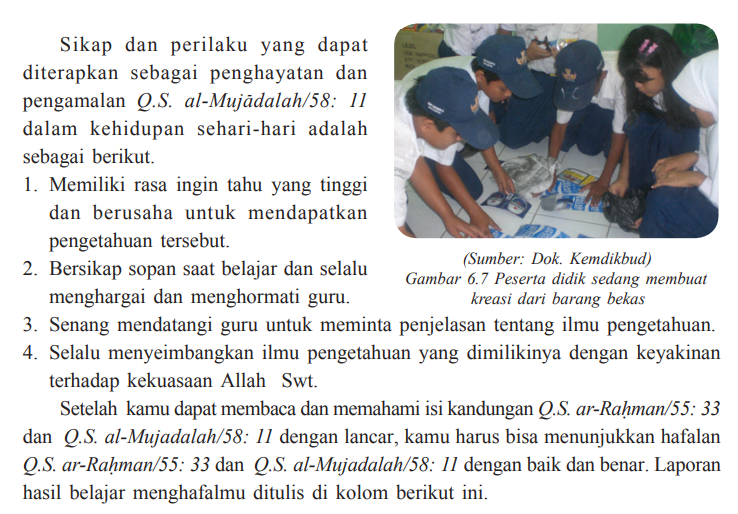 Sikap dan perilaku yang dapat
diterapkan sebagai penghayatan dan
pengamalan Q.S. al-Mujādalah/58: 11
dalam kehidupan sehari-hari adalah
sebagai berikut.
1. Memiliki rasa ingin tahu yang tinggi
dan berusaha untuk mendapatkan
pengetahuan tersebut.
2. Bersikap sopan saat belajar dan selalu
menghargai dan menghormati guru.
(Sumber: Dok. Kemdikbud)
Gambar 6.7 Peserta didik sedang membuat
kreasi dari barang bekas
3. Senang mendatangi guru untuk meminta penjelasan tentang ilmu pengetahuan.
4. Selalu menyeimbangkan ilmu pengetahuan yang dimilikinya dengan keyakinan
terhadap kekuasaan Allah Swt.
Setelah kamu dapat membaca dan memahami isi kandungan Q.S. ar-Raḥman/55: 33
dan Q.S. al-Mujadalah/58: 11 dengan lancar, kamu harus bisa menunjukkan hafalan
Q.S. ar-Raḥman/55: 33 dan Q.S. al-Mujadalah/58: 11 dengan baik dan benar. Laporan
hasil belajar menghafalmu ditulis di kolom berikut ini.